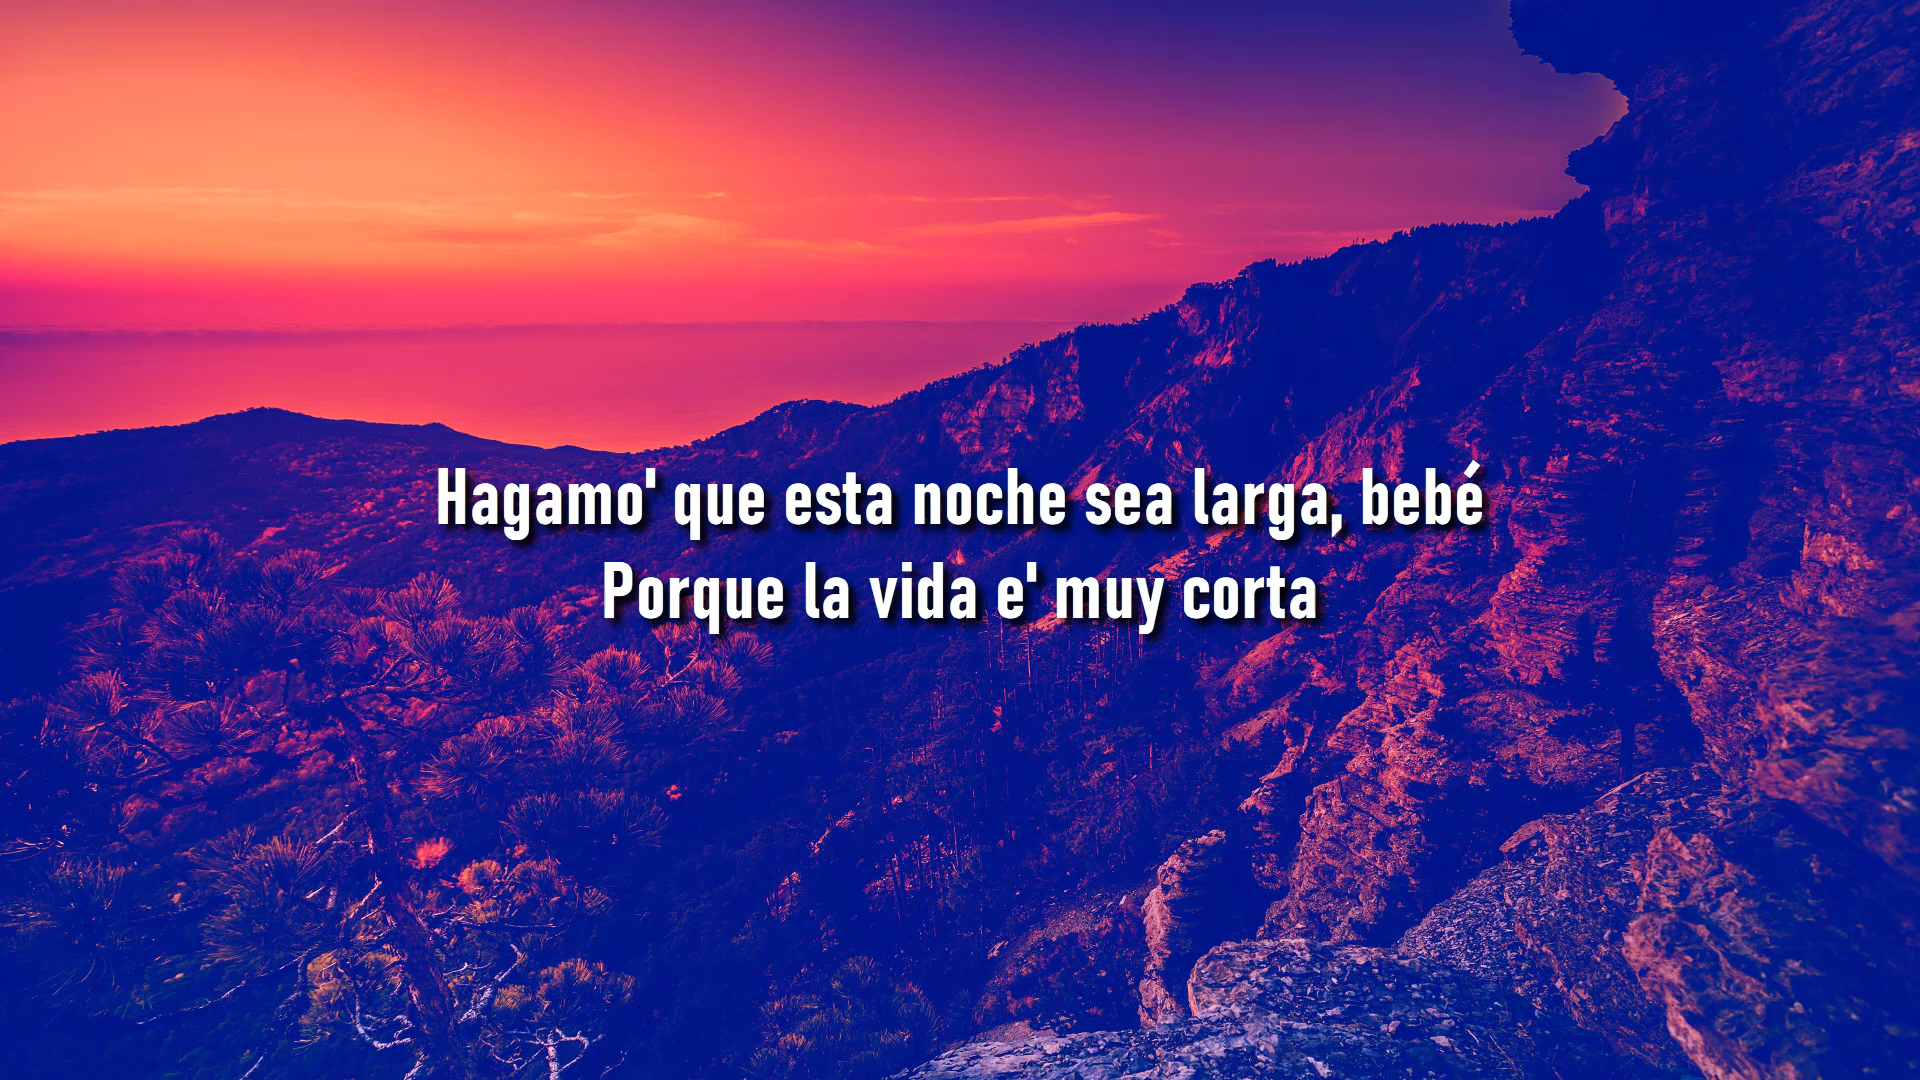 Hagamo' que esta noche sea larga, bebé
Porque la vida e' muy corta